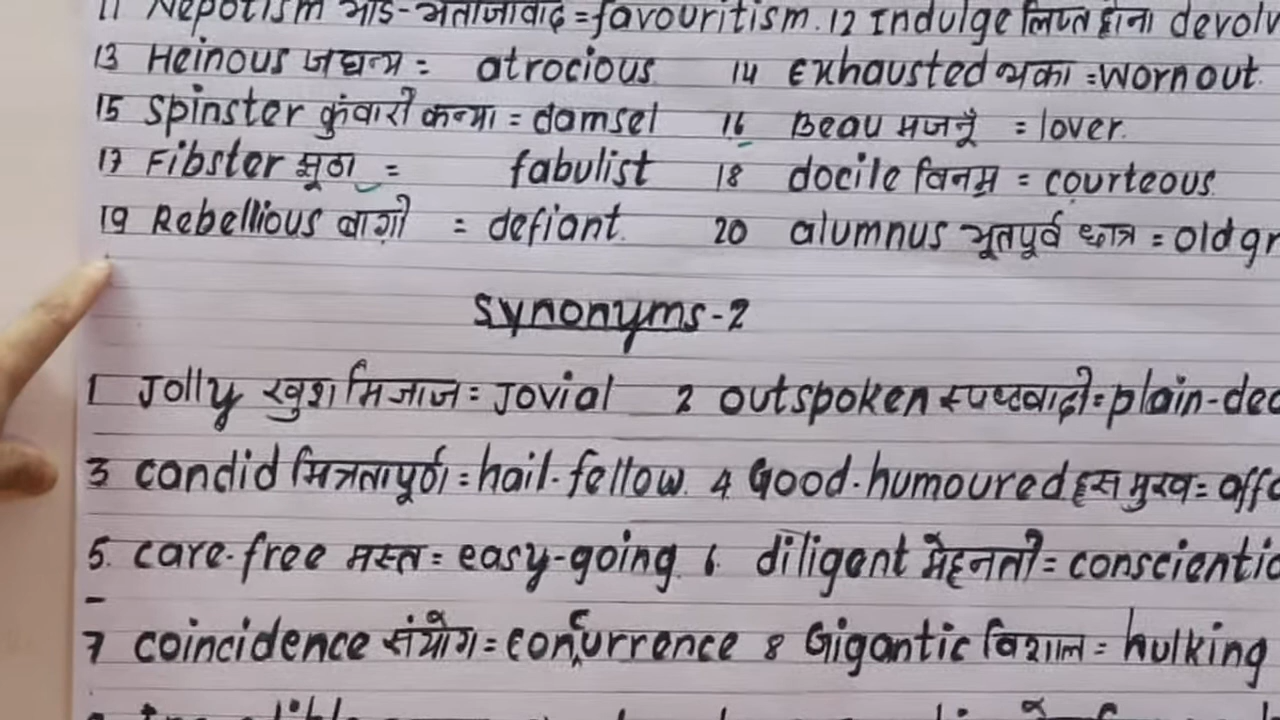 11 Nepotism भाई-भतीजावाद = favouritism. 12 Indulge लिप्त होना devolv
13 Heinous जघन्य = atrocious 14 Exhausted थका = worn out.
15 Spinster कुंवारी कन्या = damsel 16 Beau मजनूँ = lover.
17 Fibster झूठा = fabulist 18 docile विनम्र = courteous.
19 Rebellious बाग़ी = defiant. 20 alumnus भूतपूर्व छात्र = old gr
Synonyms-2
1 Jolly खुश मिजाज = Jovial 2 outspoken स्पष्टवादी = plain-dea
3 candid मित्रतापूर्ण = hail-fellow. 4 Good-humoured हंसमुख = affa
5. care-free मस्त = easy-going 6. diligent मेहनती = conscientio
7 coincidence संयोग = concurrence 8 Gigantic विशाल = hulking